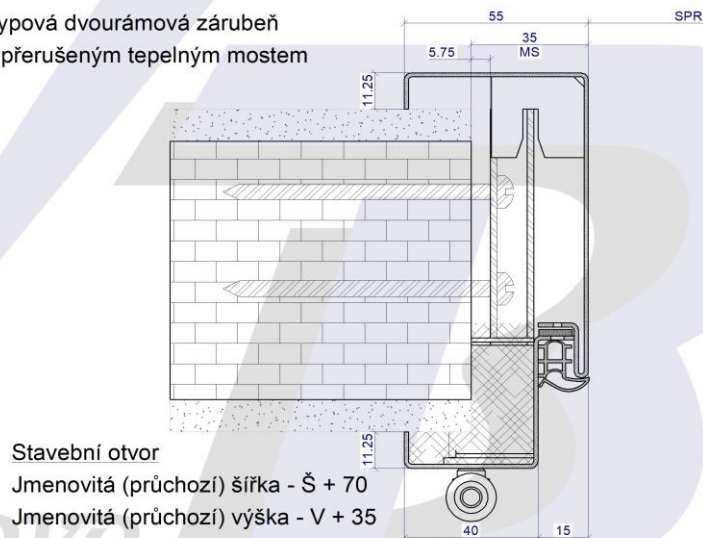 55
SPR
ypová dvourámová zárubeň
35
5.75
MS
přerušeným tepelným mostem
11.25
11.25
Stavební otvor
Jmenovitá (průchozí) šířka - Š + 70
Jmenovitá (průchozí) výška - V + 35
40
15